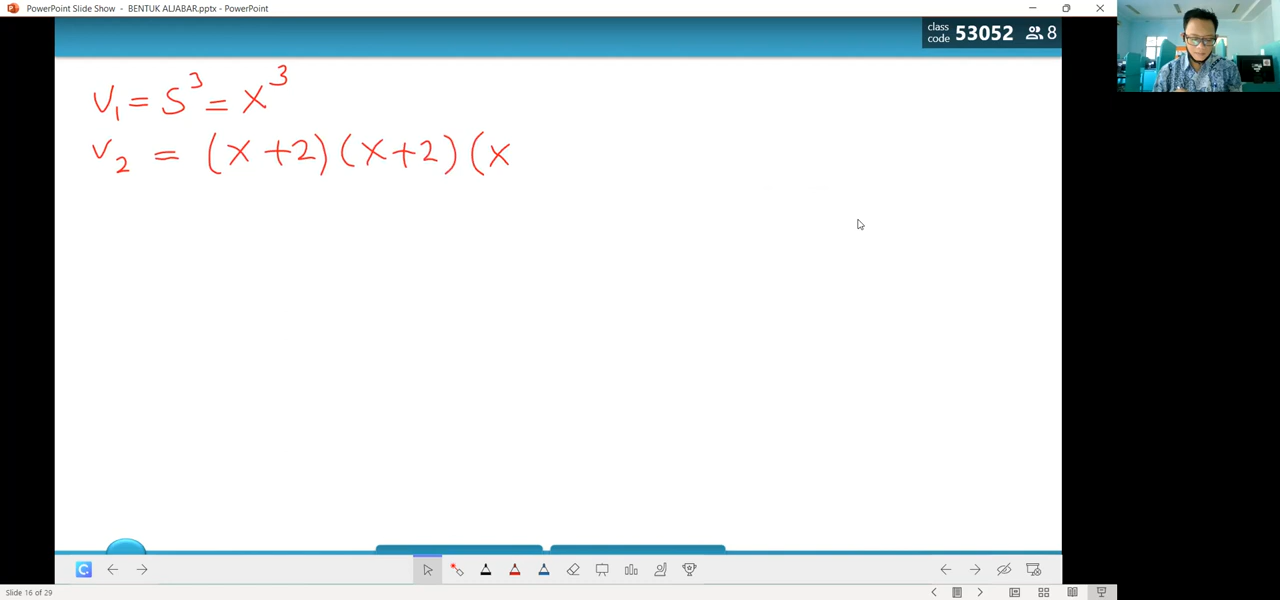 PowerPoint Slide Show - BENTUK ALJABAR.pptx - PowerPoint
class code 53052 8
V₁ = S³ = x³
V₂ = (x+2)(x+2)(x
Slide 16 of 29